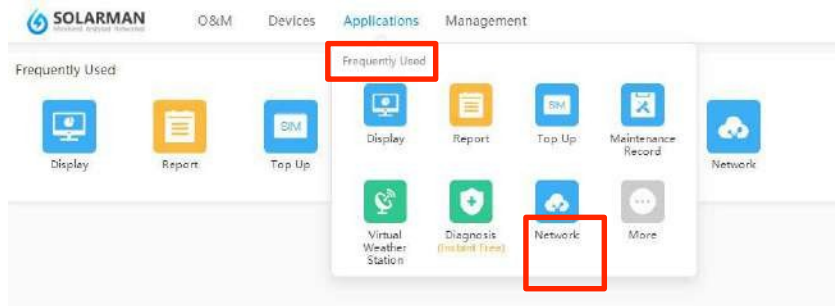 SOLARMAN
O&M
Devices
Applications
Management
Frequently Used
Display
Report
Top Up
Network
Frequently Used
Display
Report
SIM
Top Up
Maintenance
Record
SIM
Virtual
Weather
Station
Diagnosis
(Instant Free)
Network
More